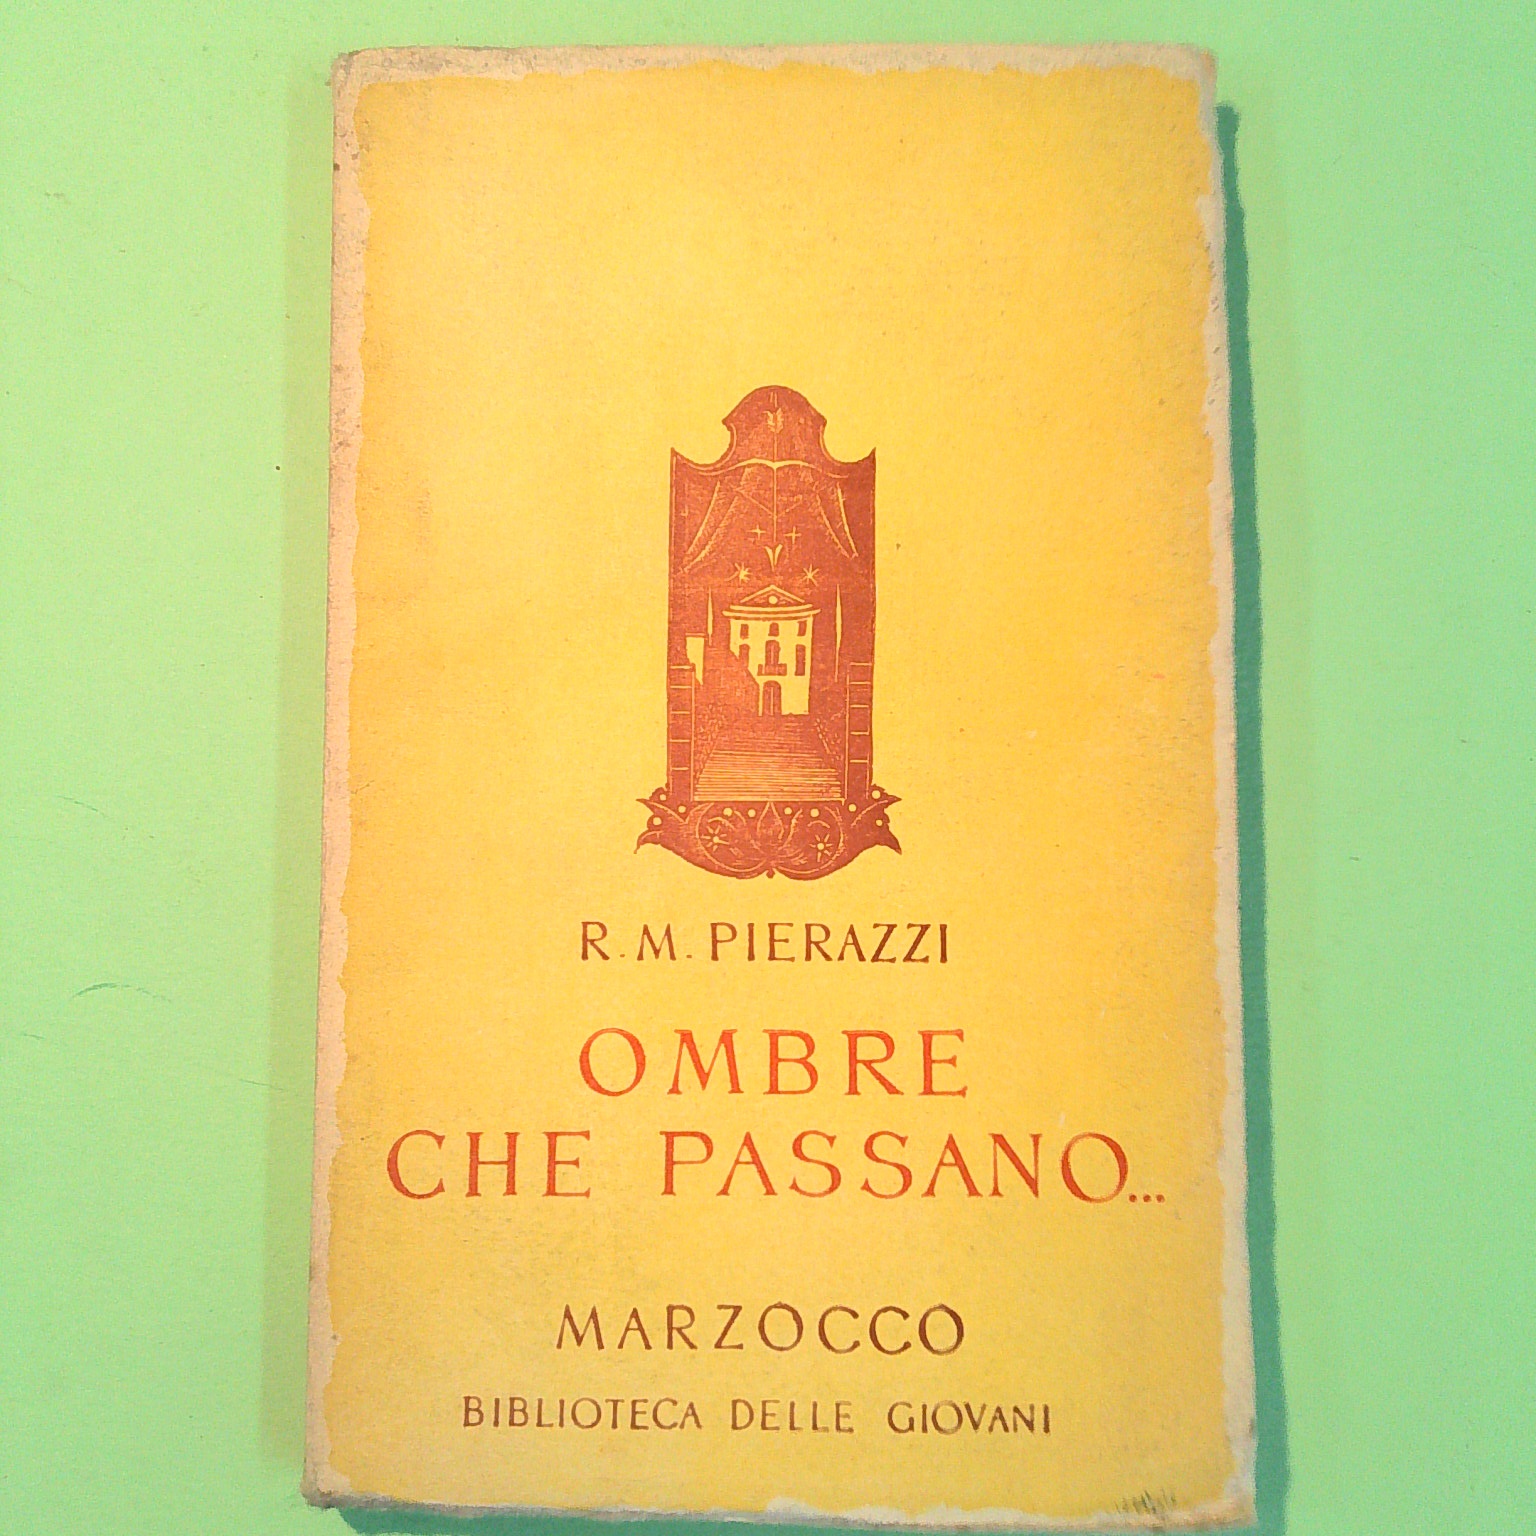 R. M. PIERAZZI
OMBRE
CHE PASSANO...
MARZOCCO
BIBLIOTECA DELLE GIOVANI